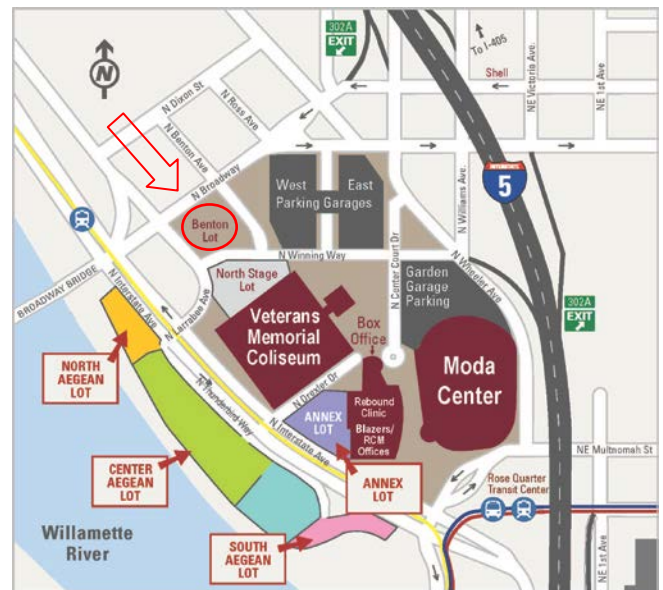 302A
EXIT
To I-405
N
N Dixon St
N Ross Ave
N Benton Ave
N Broadway
Shell
NE Victoria Ave.
NE 1st Ave.
West
East
Parking Garages
INTERSTATE
5
Benton
Lot
N Winning Way
N Williams Ave.
N Center Court Dr
N Wheeler Ave.
BROADWAY BRIDGE
N Interstate Ave
N Larrabee Ave
North Stage
Lot
Garden
Garage
Parking
302A
EXIT
Veterans
Memorial
Coliseum
Box
Office
Moda
Center
NORTH
AEGEAN
LOT
N Thunderbird Way
N Drexler Dr
N Interstate Ave
ANNEX
LOT
Rebound
Clinic
Blazers/
RCM
Offices
NE Multnomah St
CENTER
AEGEAN
LOT
ANNEX
LOT
Rose Quarter
Transit Center
Willamette
River
SOUTH
AEGEAN
LOT
NE 1st Ave.